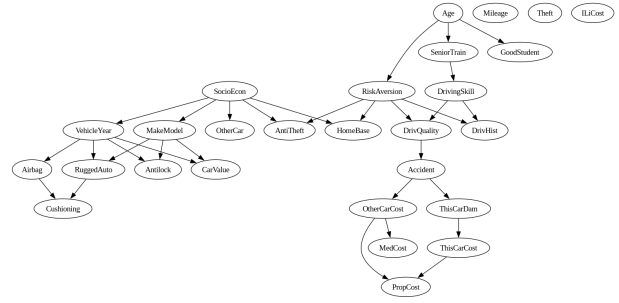 Age Mileage Theft ILiCost
SeniorTrain GoodStudent
SocioEcon RiskAversion DrivingSkill
VehicleYear MakeModel OtherCar AntiTheft HomeBase DrivQuality DrivHist
Airbag RuggedAuto Antilock CarValue Accident
Cushioning OtherCarCost ThisCarDam
MedCost ThisCarCost
PropCost